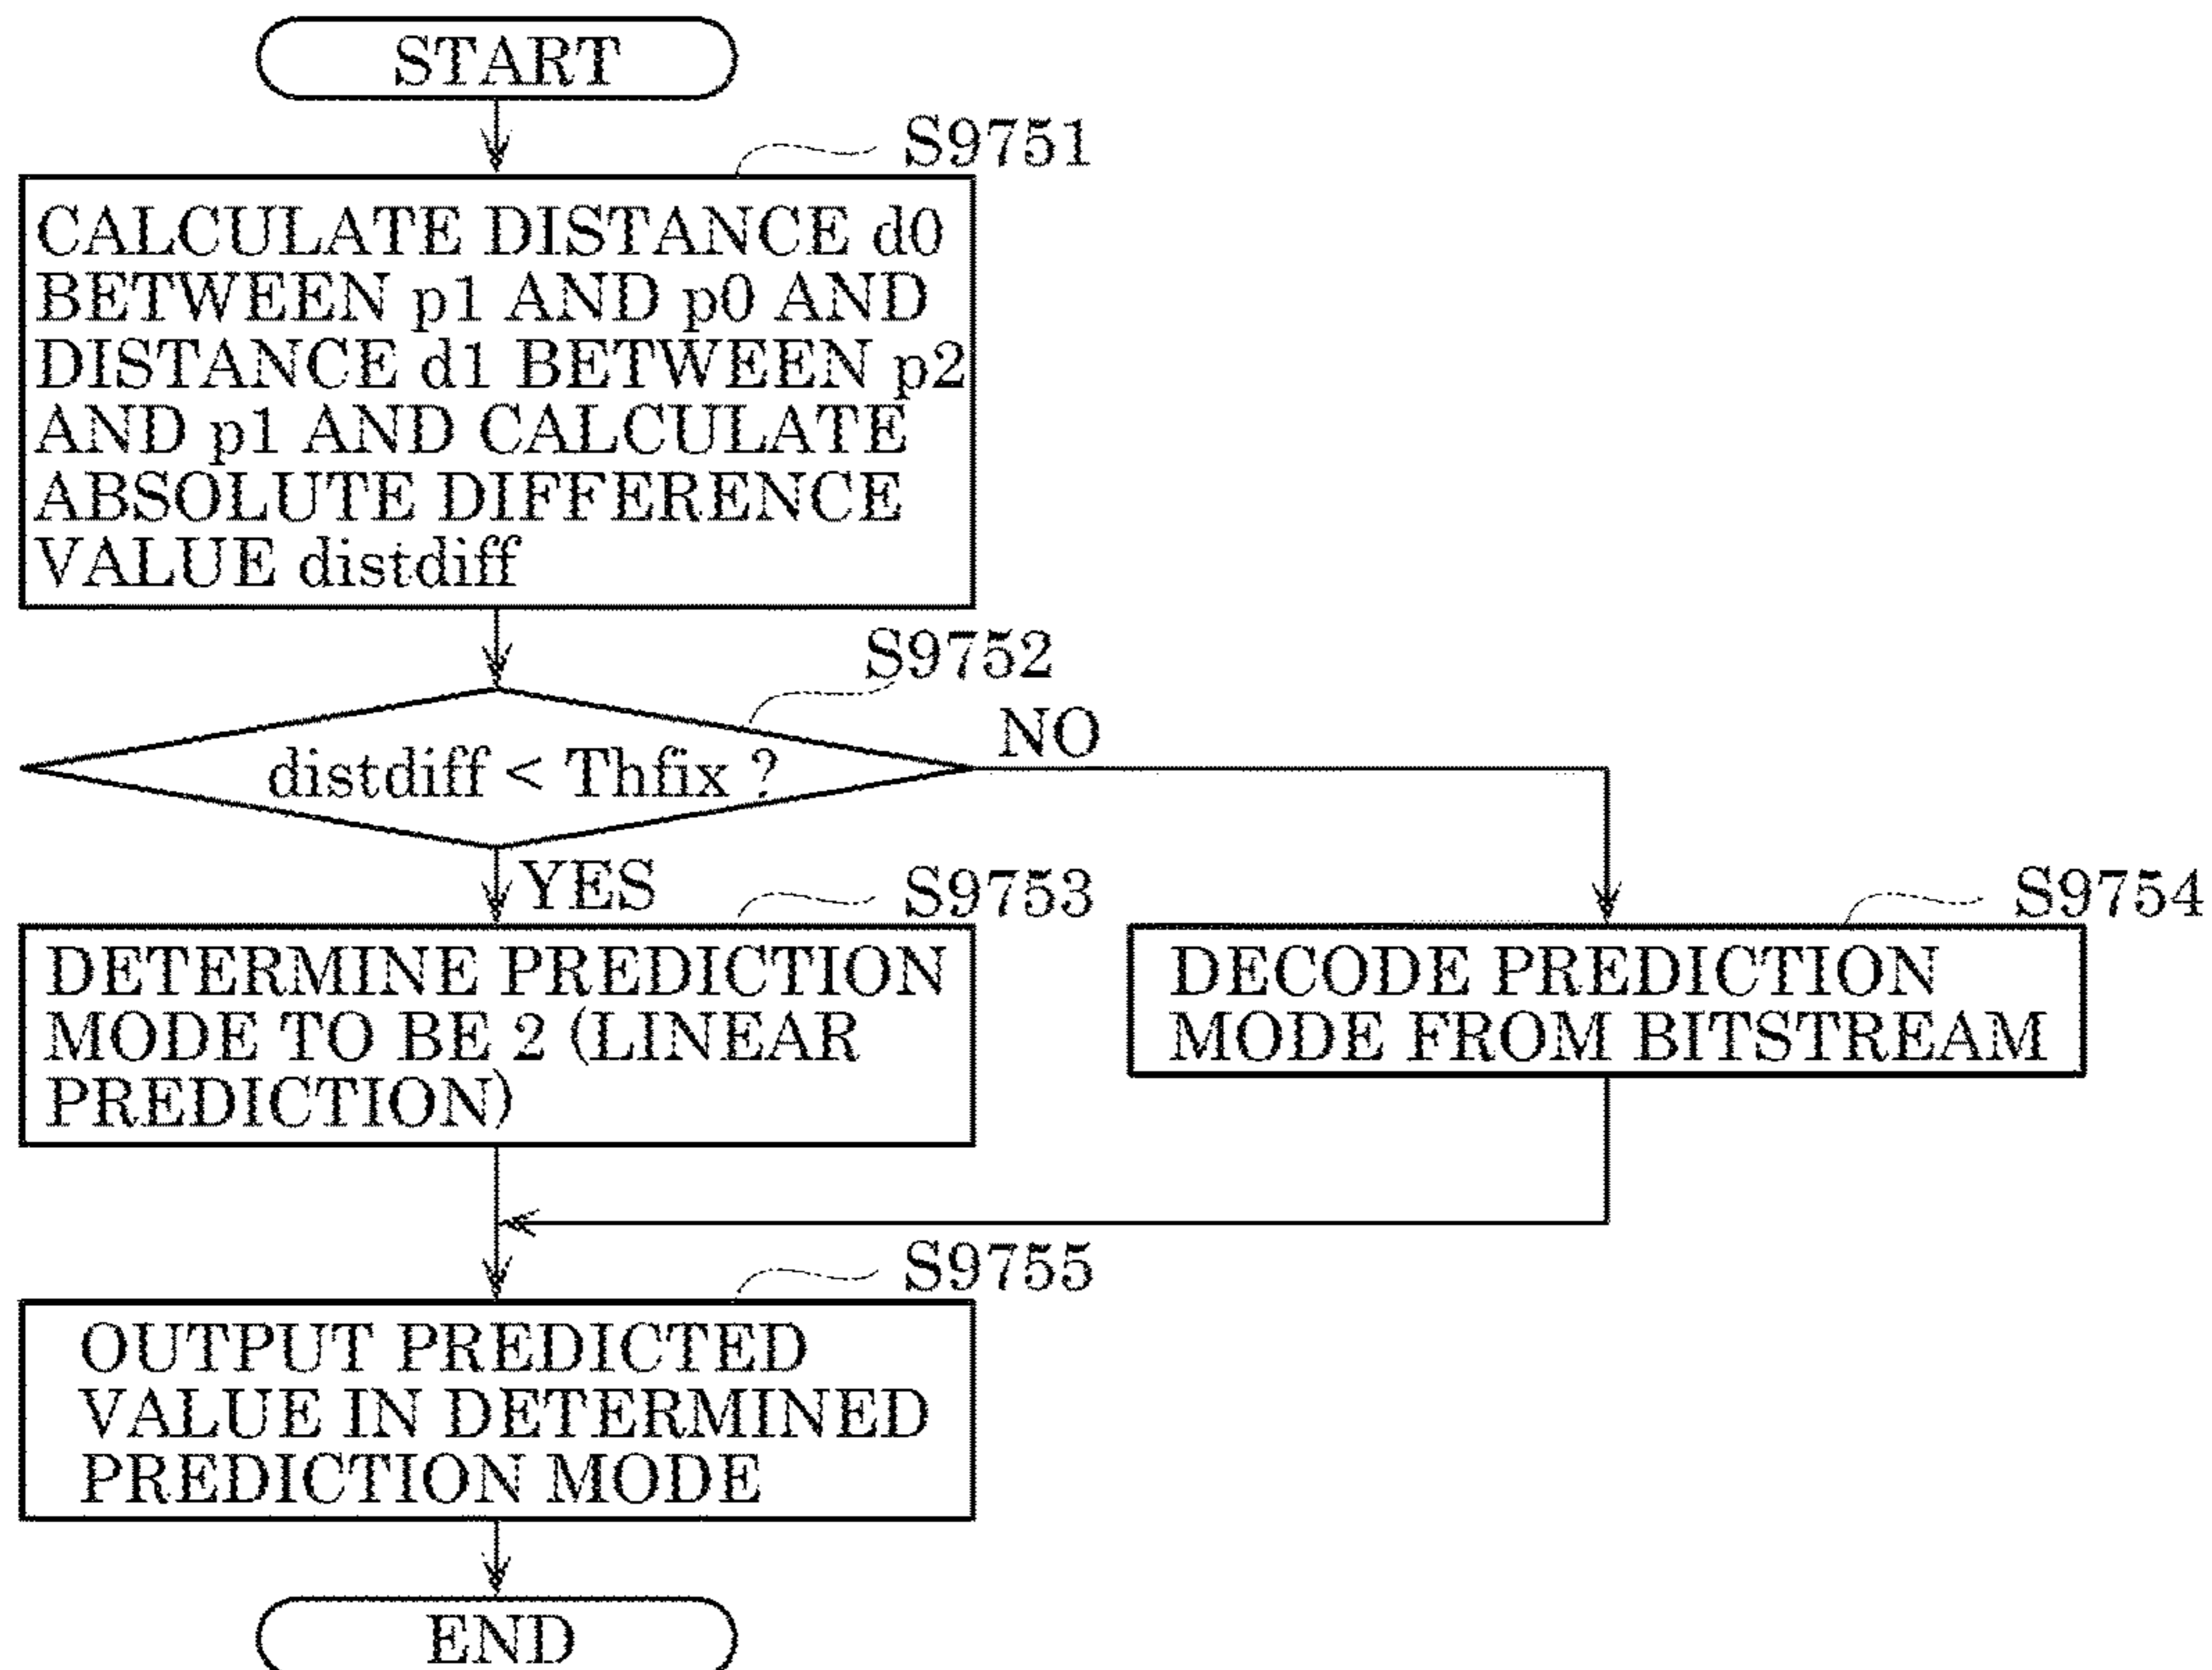 START
S9751
CALCULATE DISTANCE d0
BETWEEN p1 AND p0 AND
DISTANCE d1 BETWEEN p2
AND p1 AND CALCULATE
ABSOLUTE DIFFERENCE
VALUE distdiff
S9752
distdiff < Thfix ?
NO
YES
S9753
DETERMINE PREDICTION
MODE TO BE 2 (LINEAR
PREDICTION)
S9754
DECODE PREDICTION
MODE FROM BITSTREAM
S9755
OUTPUT PREDICTED
VALUE IN DETERMINED
PREDICTION MODE
END